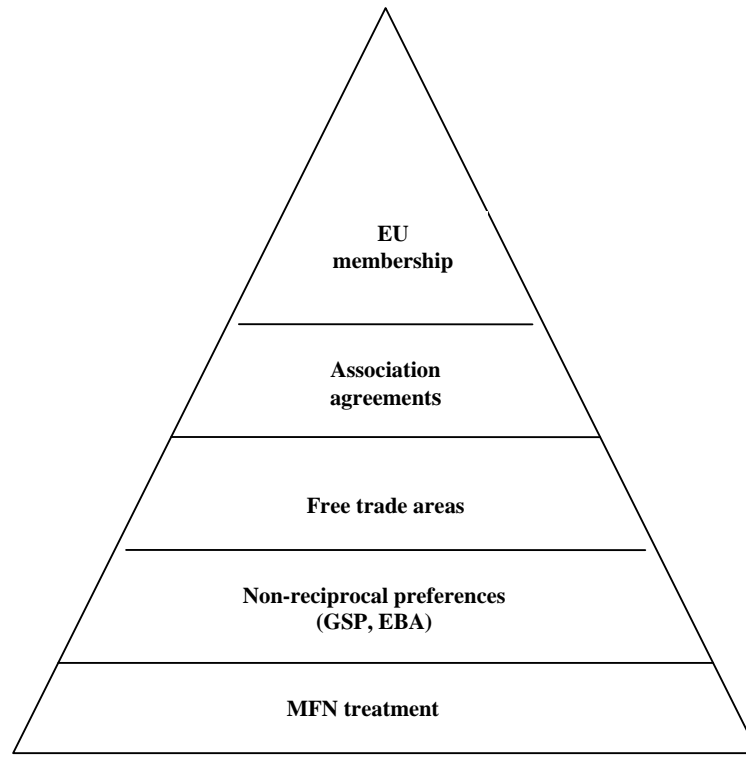 EU
membership
Association
agreements
Free trade areas
Non-reciprocal preferences
(GSP, EBA)
MFN treatment